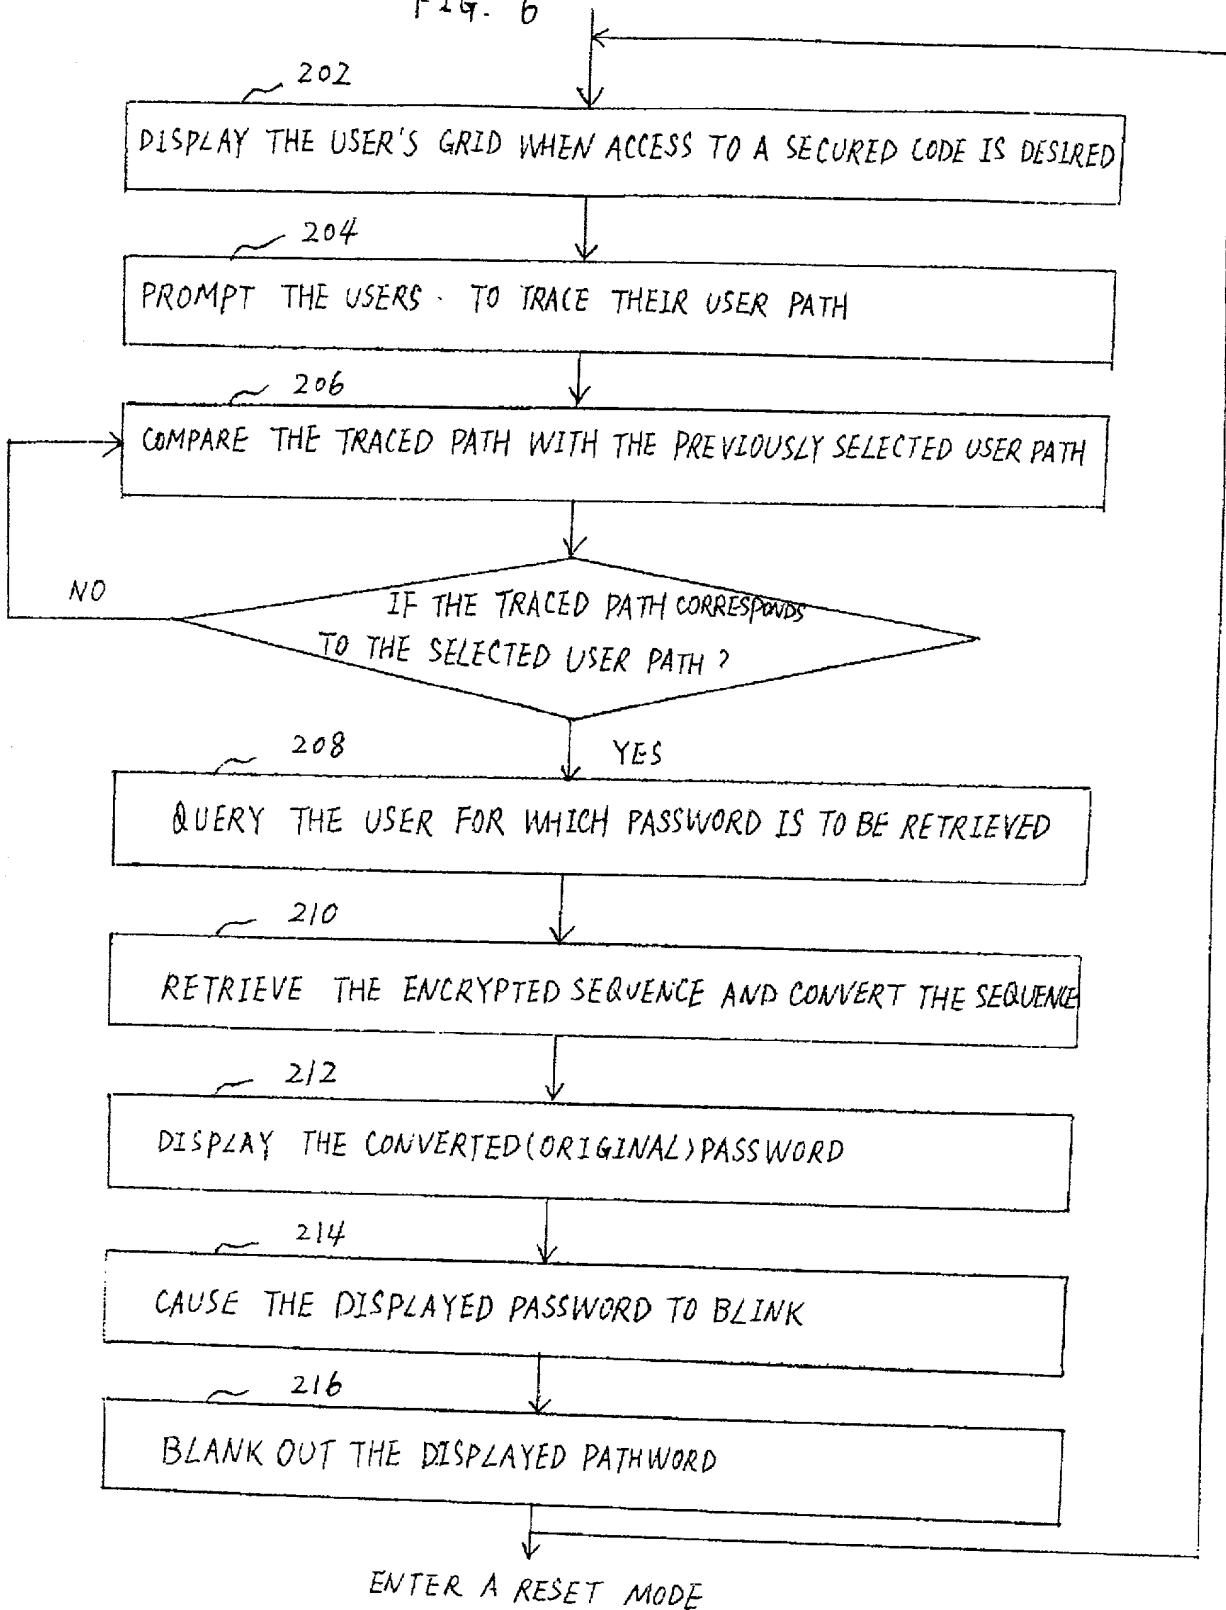 FIG. 6
202
DISPLAY THE USER'S GRID WHEN ACCESS TO A SECURED CODE IS DESIRED
204
PROMPT THE USERS. TO TRACE THEIR USER PATH
206
COMPARE THE TRACED PATH WITH THE PREVIOUSLY SELECTED USER PATH
NO
IF THE TRACED PATH CORRESPONDS
TO THE SELECTED USER PATH?
YES
208
QUERY THE USER FOR WHICH PASSWORD IS TO BE RETRIEVED
210
RETRIEVE THE ENCRYPTED SEQUENCE AND CONVERT THE SEQUENCE
212
DISPLAY THE CONVERTED(ORIGINAL)PASSWORD
214
CAUSE THE DISPLAYED PASSWORD TO BLINK
216
BLANK OUT THE DISPLAYED PATHWORD
ENTER A RESET MODE